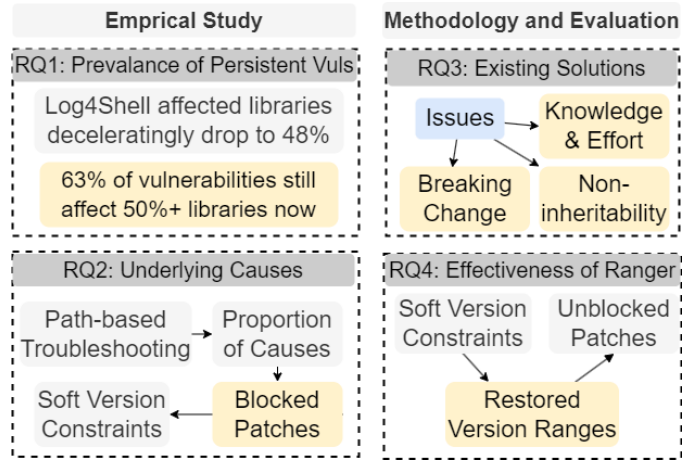 Emprical Study
RQ1: Prevalance of Persistent Vuls
Log4Shell affected libraries
deceleratingly drop to 48%
63% of vulnerabilities still
affect 50%+ libraries now
RQ2: Underlying Causes
Path-based
Troubleshooting
Proportion
of Causes
Soft Version
Constraints
Blocked
Patches
Methodology and Evaluation
RQ3: Existing Solutions
Issues
Knowledge
& Effort
Breaking
Change
Non-
inheritability
RQ4: Effectiveness of Ranger
Soft Version
Constraints
Unblocked
Patches
Restored
Version Ranges